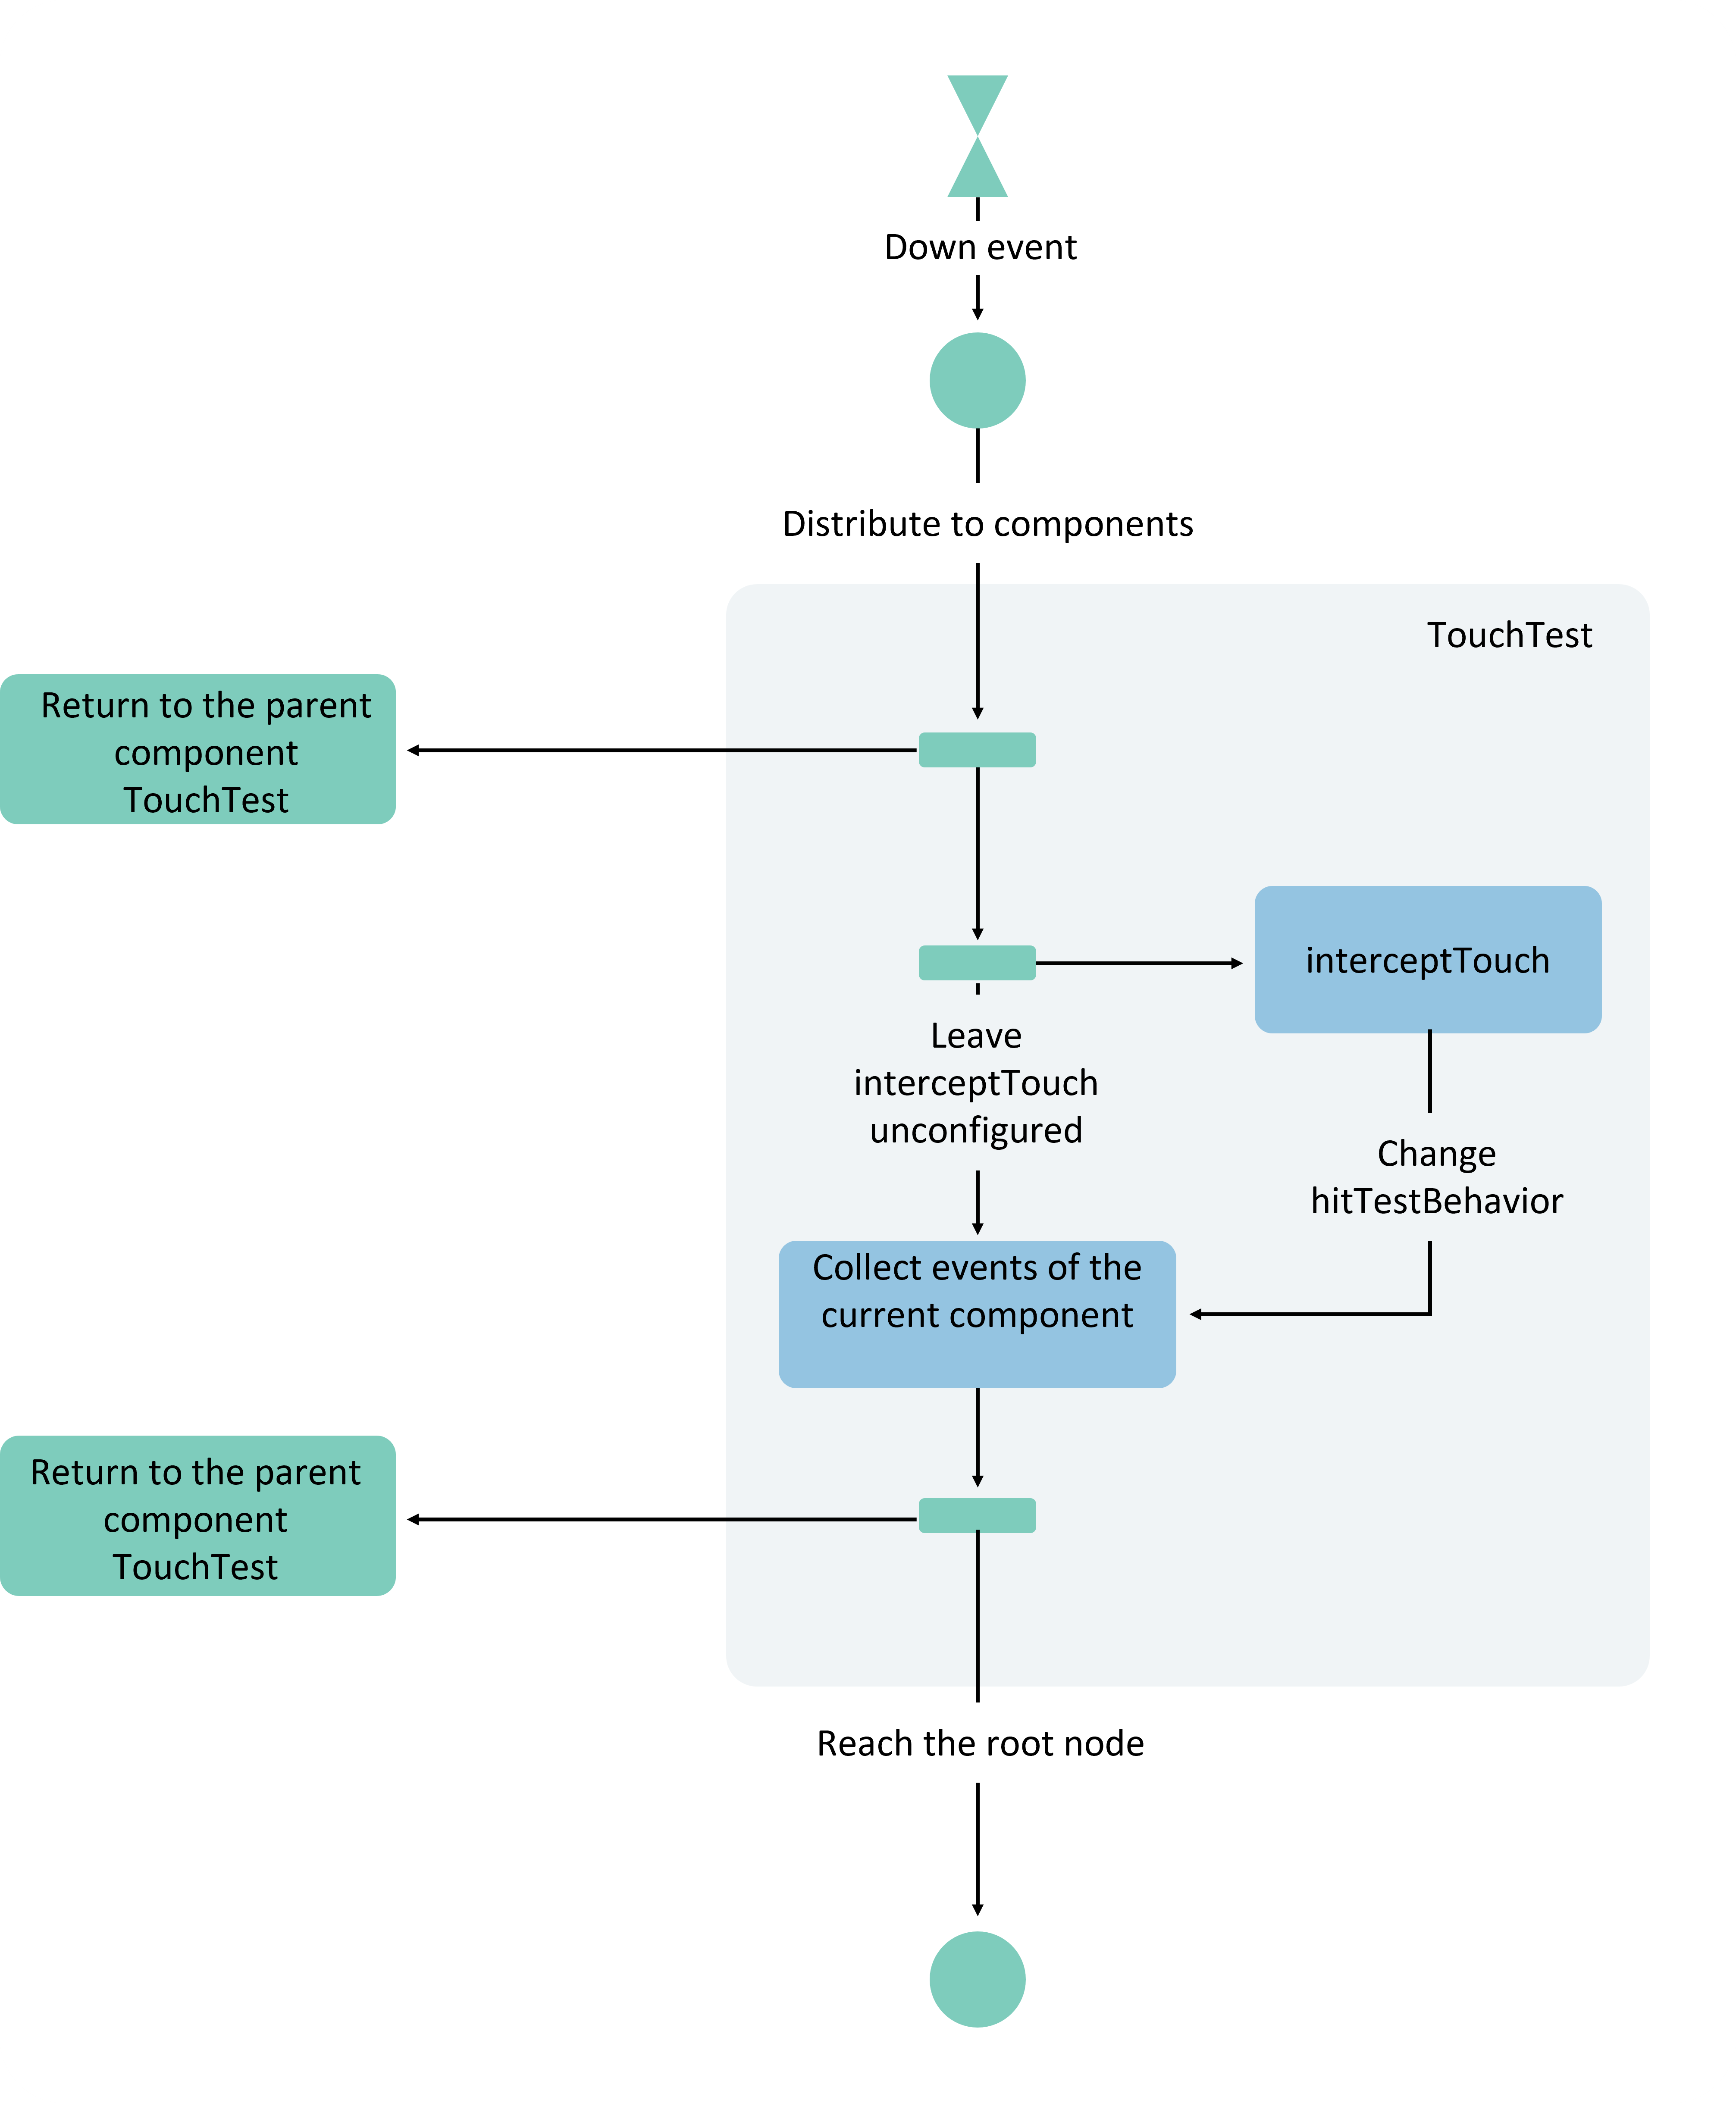 Down event
Distribute to components
TouchTest
Return to the parent
component
TouchTest
interceptTouch
Leave
interceptTouch
unconfigured
Change
hitTestBehavior
Collect events of the
current component
Return to the parent
component
TouchTest
Reach the root node